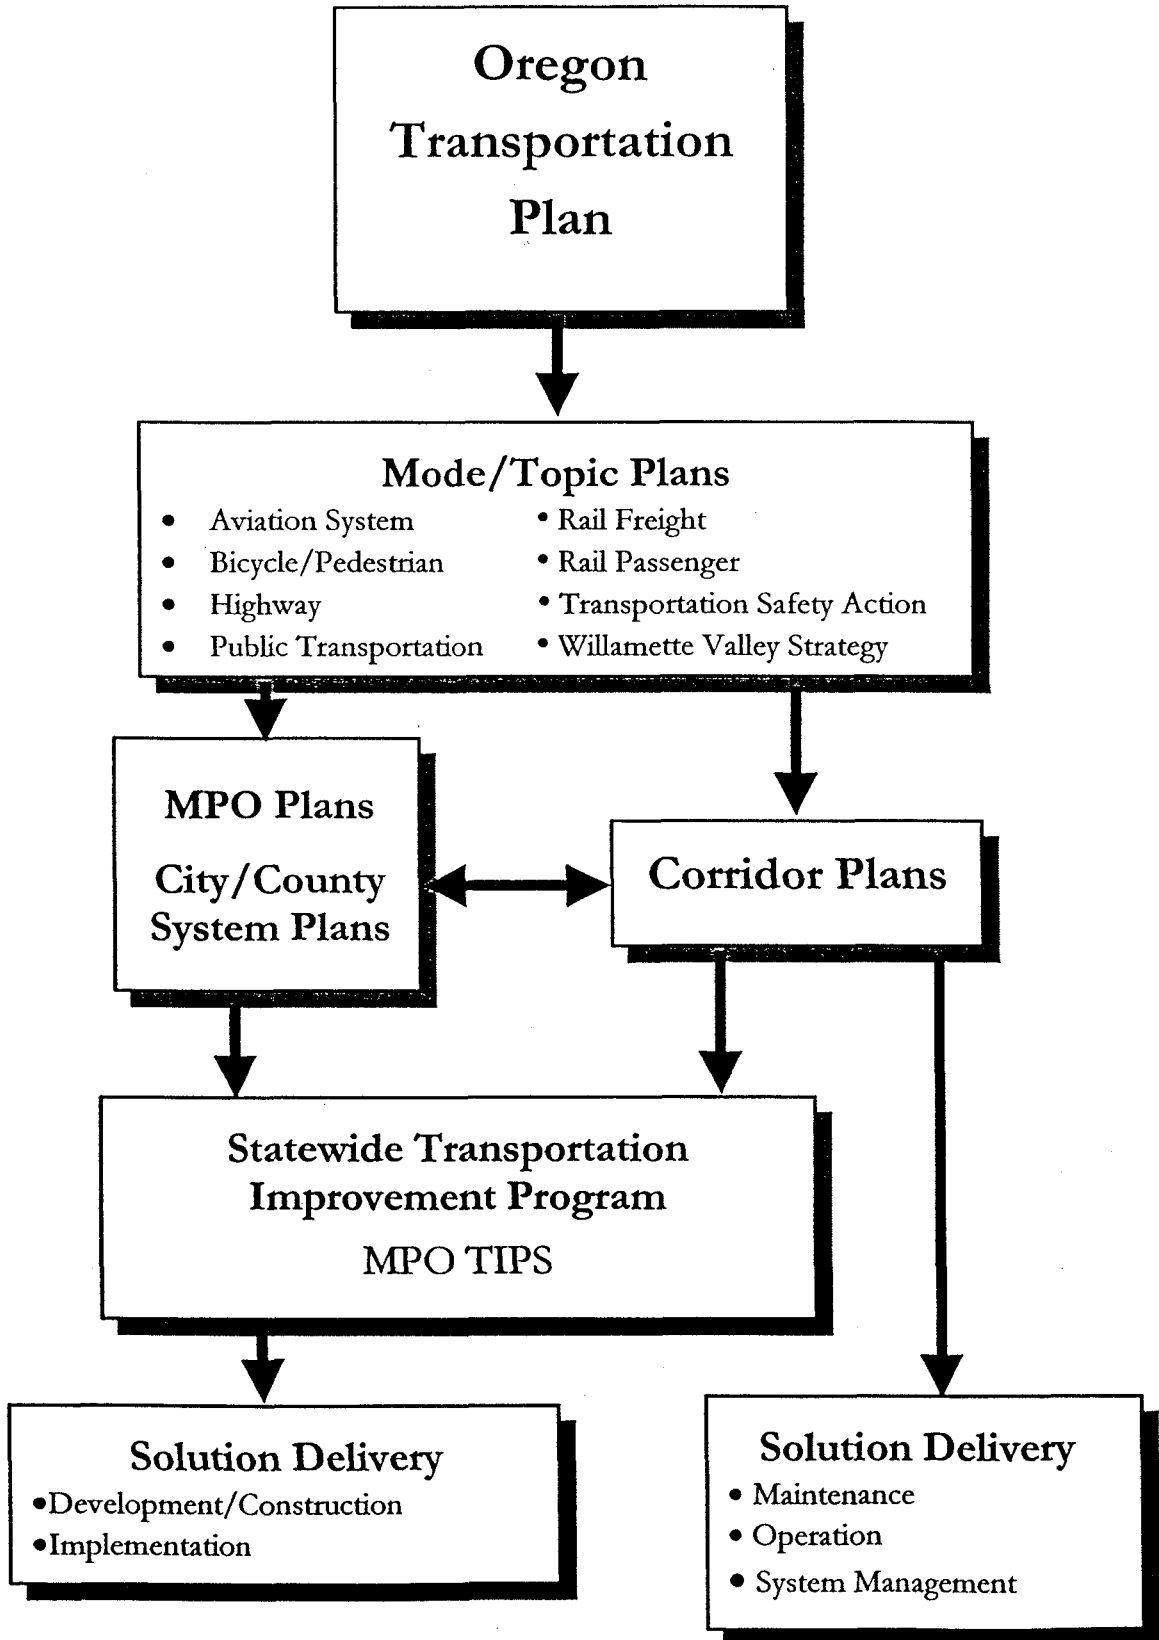 Oregon
Transportation
Plan
Mode/Topic Plans
• Aviation System
• Bicycle/Pedestrian
• Highway
• Public Transportation
• Rail Freight
• Rail Passenger
• Transportation Safety Action
• Willamette Valley Strategy
MPO Plans
City/County
System Plans
Corridor Plans
Statewide Transportation
Improvement Program
MPO TIPS
Solution Delivery
•Development/Construction
•Implementation
Solution Delivery
• Maintenance
• Operation
• System Management